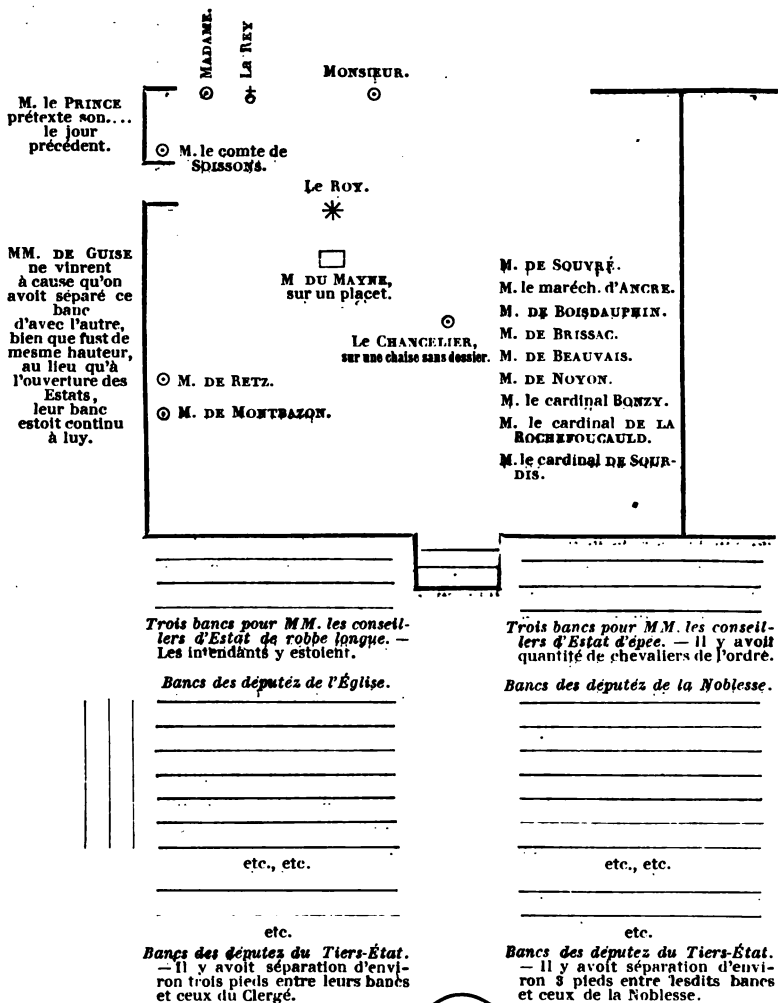 MADAME.
La REY
MONSIEUR.
M. le PRINCE
prétexte son....
le jour
précédent.
M. le comte de
SOISSONS.
Le ROY.
MM. DE GUISE
ne vinrent
à cause qu'on
avoit séparé ce
banc
d'avec l'autre,
bien que fust de
mesme hauteur,
au lieu qu'à
l'ouverture des
Estats,
leur banc
estoit continu
à luy.
M DU MAYNE,
sur un placet.
Le CHANCELIER,
sur une chaise sans dossier.
M. DE RETZ.
M. DE MONTBAZON.
M. DE SOUVRÉ.
M. le maréch. d'ANCRE.
M. DE BOISDAUPHIN.
M. DE BRISSAC.
M. DE BEAUVAIS.
M. DE NOYON.
M. le cardinal BONZY.
M. le cardinal DE LA
ROCHEFOUCAULD.
M. le cardinal DE SOUR-
DIS.
Trois bancs pour MM. les conseil-
lers d'Estat de robbe longue. —
Les intendants y estoient.
Trois bancs pour MM. les conseil-
lers d'Estat d'épée. — Il y avoit
quantité de chevaliers de l'ordre.
Bancs des députéz de l'Église.
Bancs des députéz de la Noblesse.
etc., etc.
etc., etc.
etc.
etc.
Bancs des députez du Tiers-État.
— Il y avoit séparation d'envi-
ron trois pieds entre leurs bancs
et ceux du Clergé.
Bancs des députez du Tiers-État.
— Il y avoit séparation d'envi-
ron 3 pieds entre lesdits bancs
et ceux de la Noblesse.